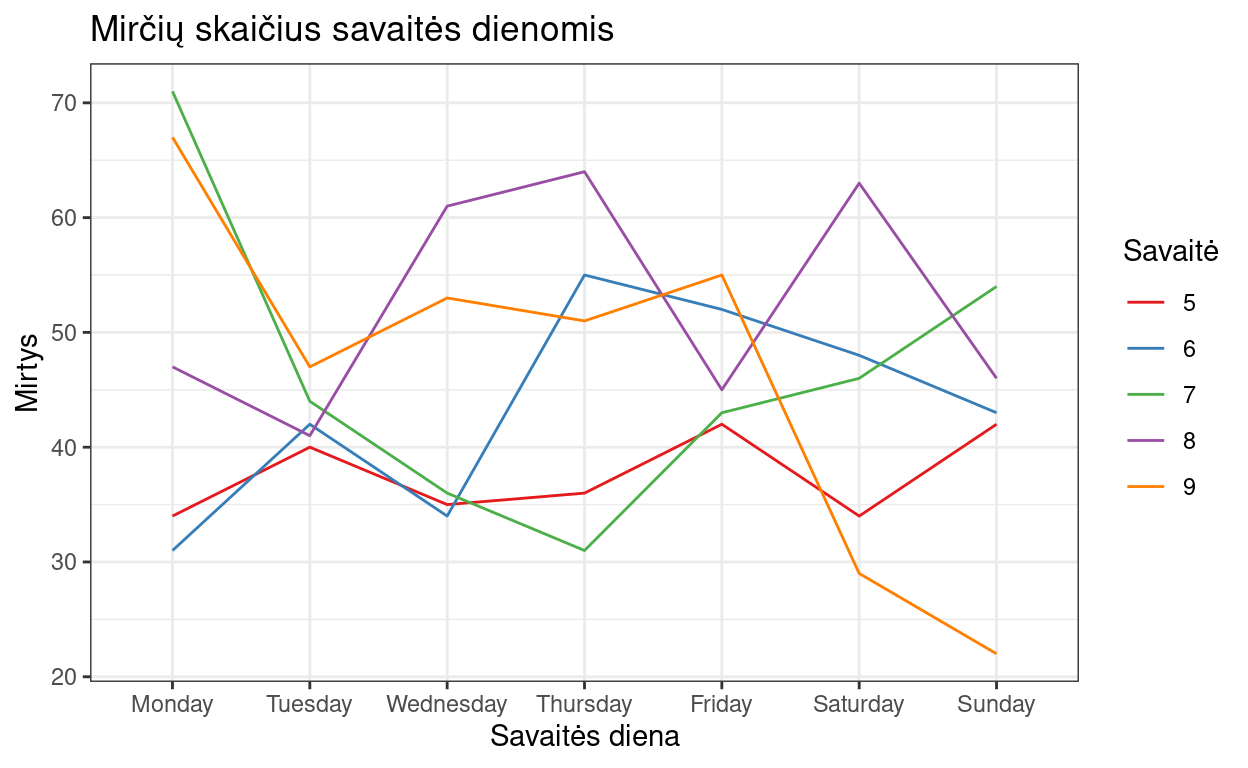 Mirčių skaičius savaitės dienomis
70
60
50
40
30
20
Mirtys
Monday Tuesday Wednesday Thursday Friday Saturday Sunday
Savaitės diena
Savaitė
5
6
7
8
9